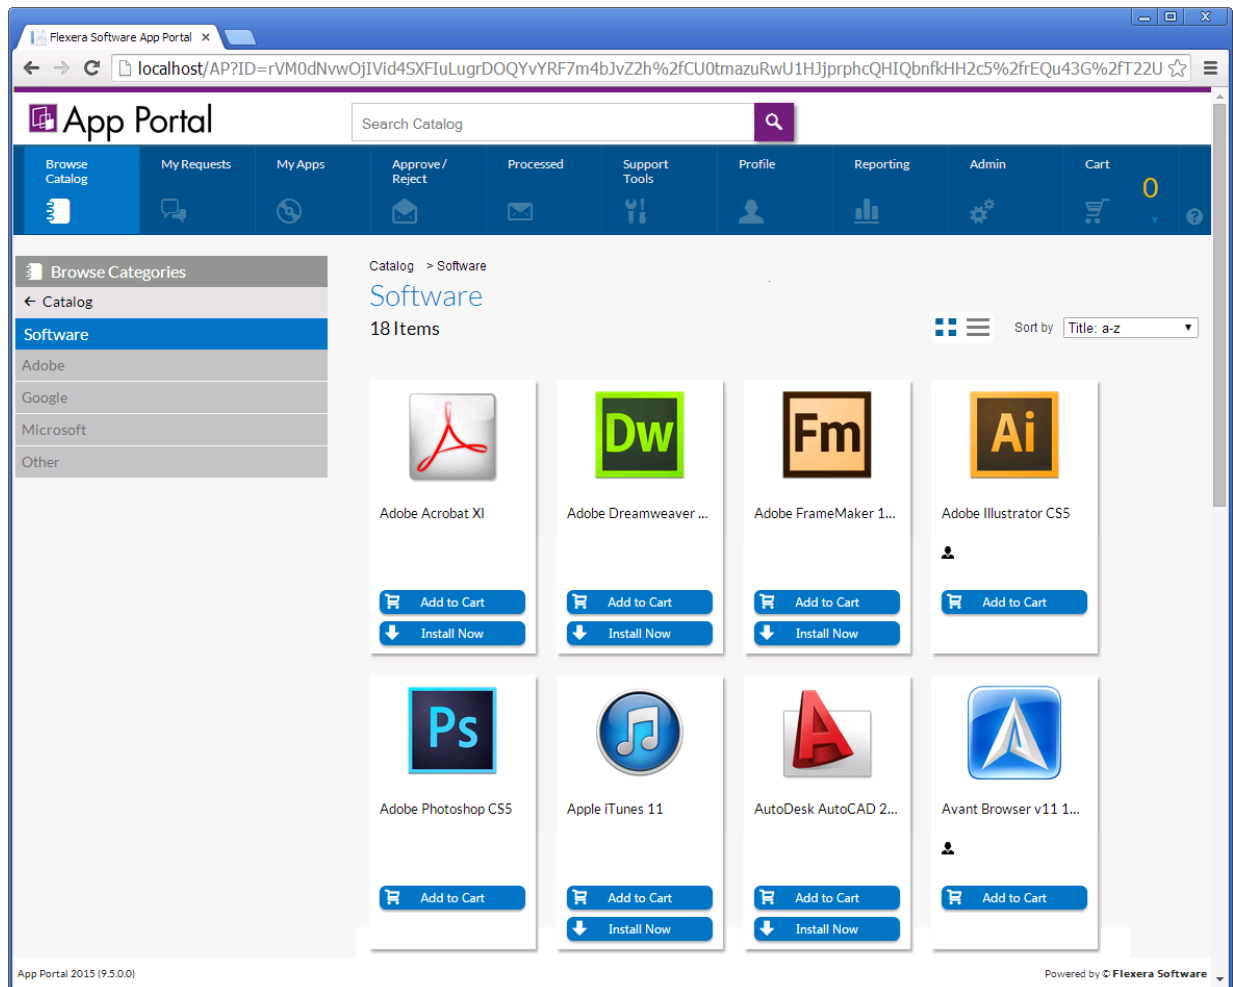 Flexera Software App Portal
localhost/AP?ID=rVM0dNvwOjIVid4SXFIuLugrDOQYvYRF7m4bJvZ2h%2fCU0tmazuRwU1HJjprphcQHIQbnfkHH2c5%2frEQu43G%2fT22U
App Portal
Search Catalog
Browse Catalog
My Requests
My Apps
Approve / Reject
Processed
Support Tools
Profile
Reporting
Admin
Cart
0
?
Browse Categories
← Catalog
Software
Adobe
Google
Microsoft
Other
Catalog > Software
Software
18 Items
Sort by Title: a-z
Dw
Fm
Ai
Adobe Acrobat XI
Adobe Dreamweaver ...
Adobe FrameMaker 1...
Adobe Illustrator CS5
Add to Cart
Add to Cart
Add to Cart
Add to Cart
Install Now
Install Now
Install Now
Ps
Adobe Photoshop CS5
Apple iTunes 11
AutoDesk AutoCAD 2...
Avant Browser v11 1...
Add to Cart
Add to Cart
Add to Cart
Add to Cart
Install Now
Install Now
App Portal 2015 (9.5.0.0)
Powered by © Flexera Software